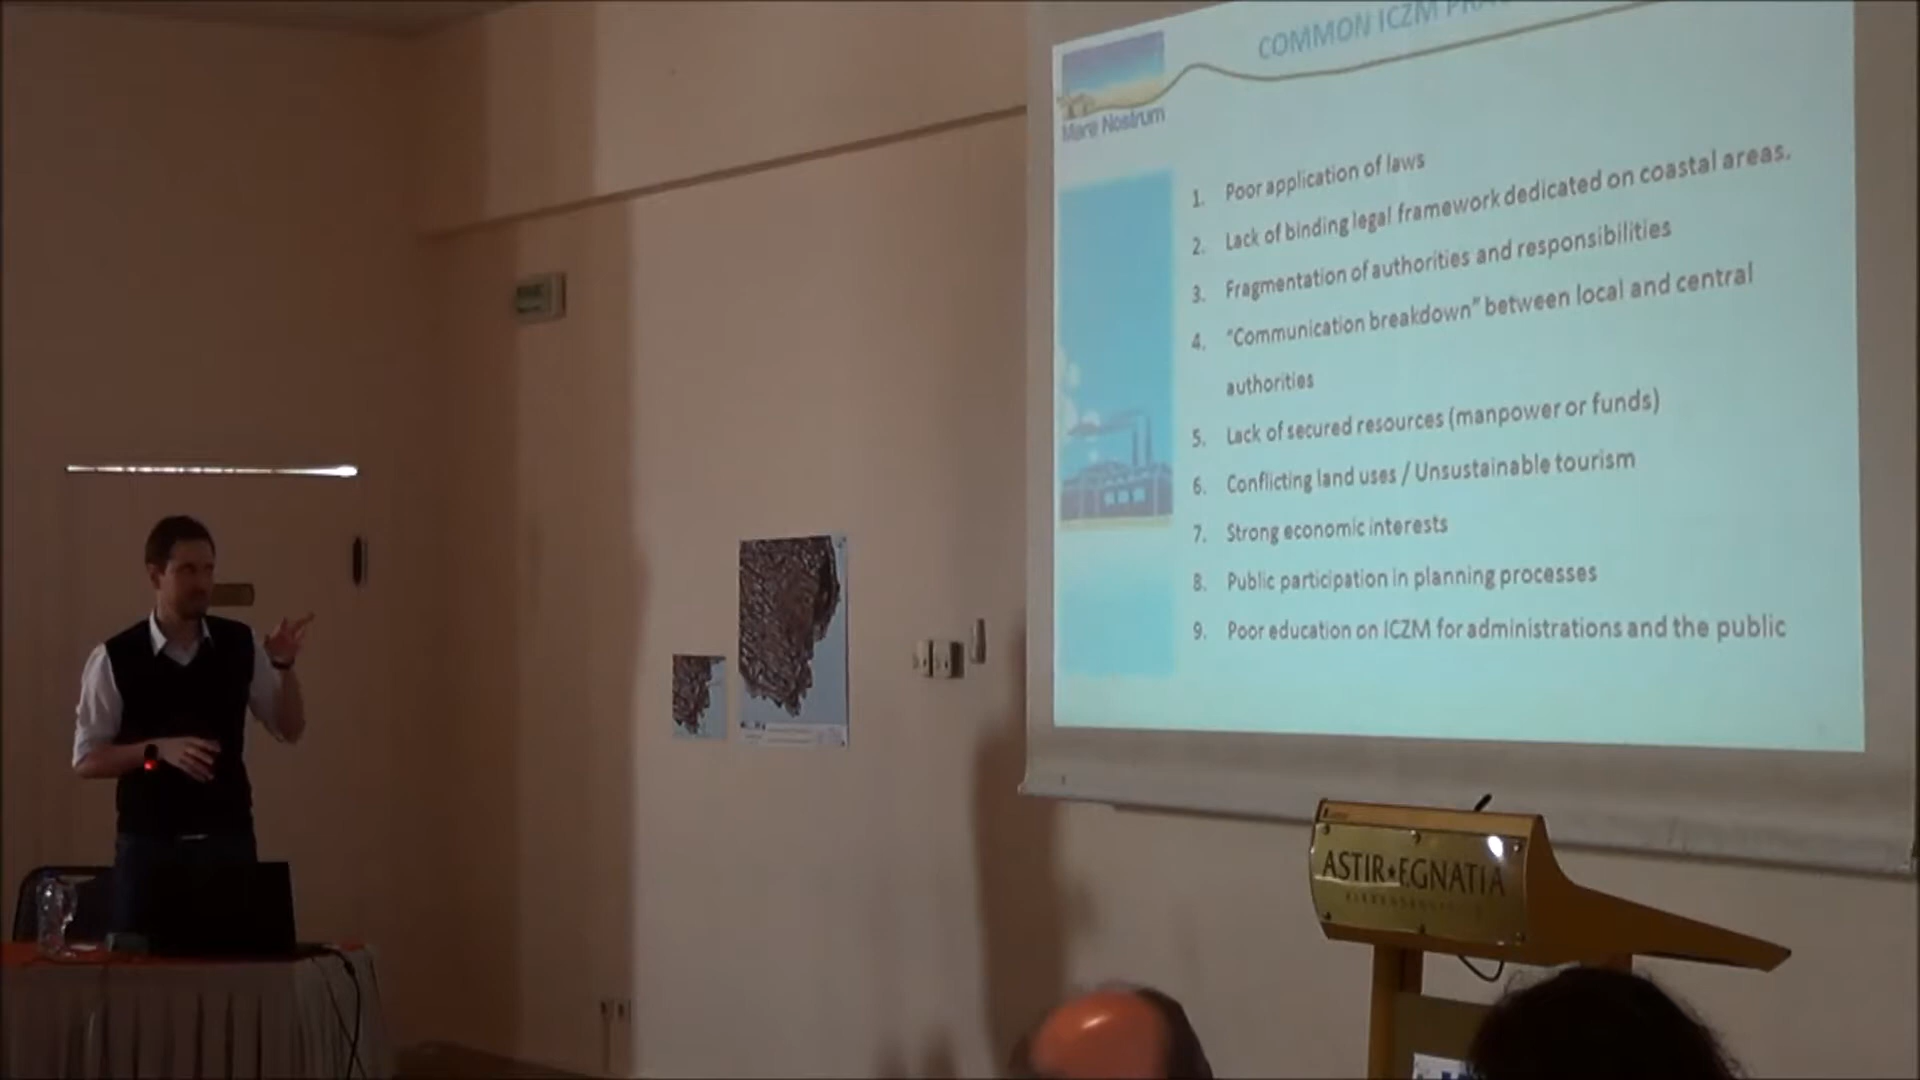 COMMON ICZM
Mare Nostrum
1. Poor application of laws
2. Lack of binding legal framework dedicated on coastal areas.
3. Fragmentation of authorities and responsibilities
4. "Communication breakdown" between local and central
authorities
5. Lack of secured resources (manpower or funds)
6. Conflicting land uses / Unsustainable tourism
7. Strong economic interests
8. Public participation in planning processes
9. Poor education on ICZM for administrations and the public
ASTIR★EGNATIA